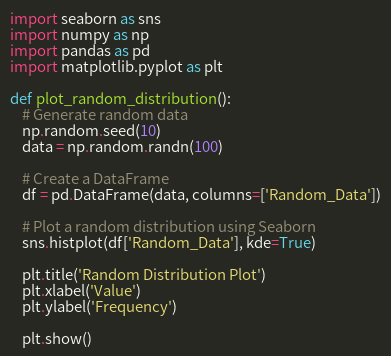 import seaborn as sns
import numpy as np
import pandas as pd
import matplotlib.pyplot as plt

def plot_random_distribution():
    # Generate random data
    np.random.seed(10)
    data = np.random.randn(100)

    # Create a DataFrame
    df = pd.DataFrame(data, columns=['Random_Data'])

    # Plot a random distribution using Seaborn
    sns.histplot(df['Random_Data'], kde=True)

    plt.title('Random Distribution Plot')
    plt.xlabel('Value')
    plt.ylabel('Frequency')

    plt.show()